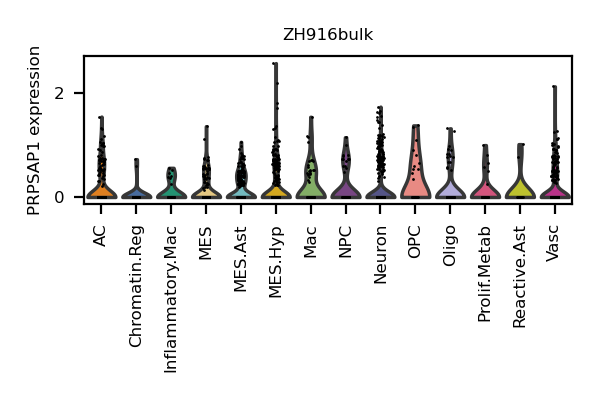 ZH916bulk
PRPSAP1 expression
2
0
AC
Chromatin.Reg
Inflammatory.Mac
MES
MES.Ast
MES.Hyp
Mac
NPC
Neuron
OPC
Oligo
Prolif.Metab
Reactive.Ast
Vasc